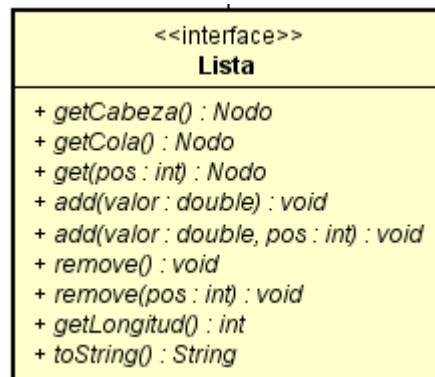 <<interface>>
Lista
+ getCabeza() : Nodo
+ getCola() : Nodo
+ get(pos : int) : Nodo
+ add(valor : double) : void
+ add(valor : double, pos : int) : void
+ remove() : void
+ remove(pos : int) : void
+ getLongitud() : int
+ toString() : String